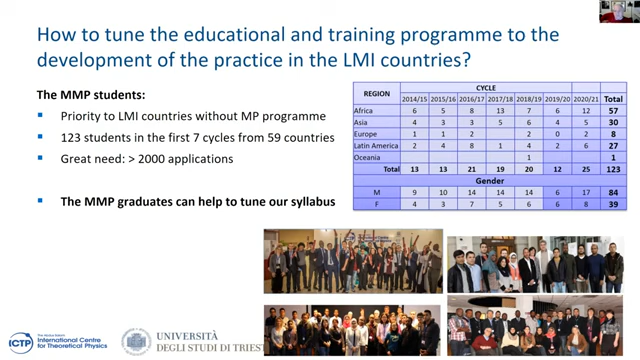 How to tune the educational and training programme to the
development of the practice in the LMI countries?
The MMP students:
Priority to LMI countries without MP programme
123 students in the first 7 cycles from 59 countries
Great need: > 2000 applications
The MMP graduates can help to tune our syllabus
REGION CYCLE
2014/15 2015/16 2016/17 2017/18 2018/19 2019/20 2020/21 Total
Africa 6 5 8 13 7 6 12 57
Asia 4 3 3 5 6 4 5 30
Europe 1 1 2 2 0 2 8
Latin America 2 4 8 1 4 2 6 27
Oceania 1 1
Total 13 13 21 19 20 12 25 123
Gender
M 9 10 14 14 14 6 17 84
F 4 3 7 5 6 6 8 39
ICTP
International Centre
for Theoretical Physics
UNIVERSITÀ
DEGLI STUDI DI TRIEST